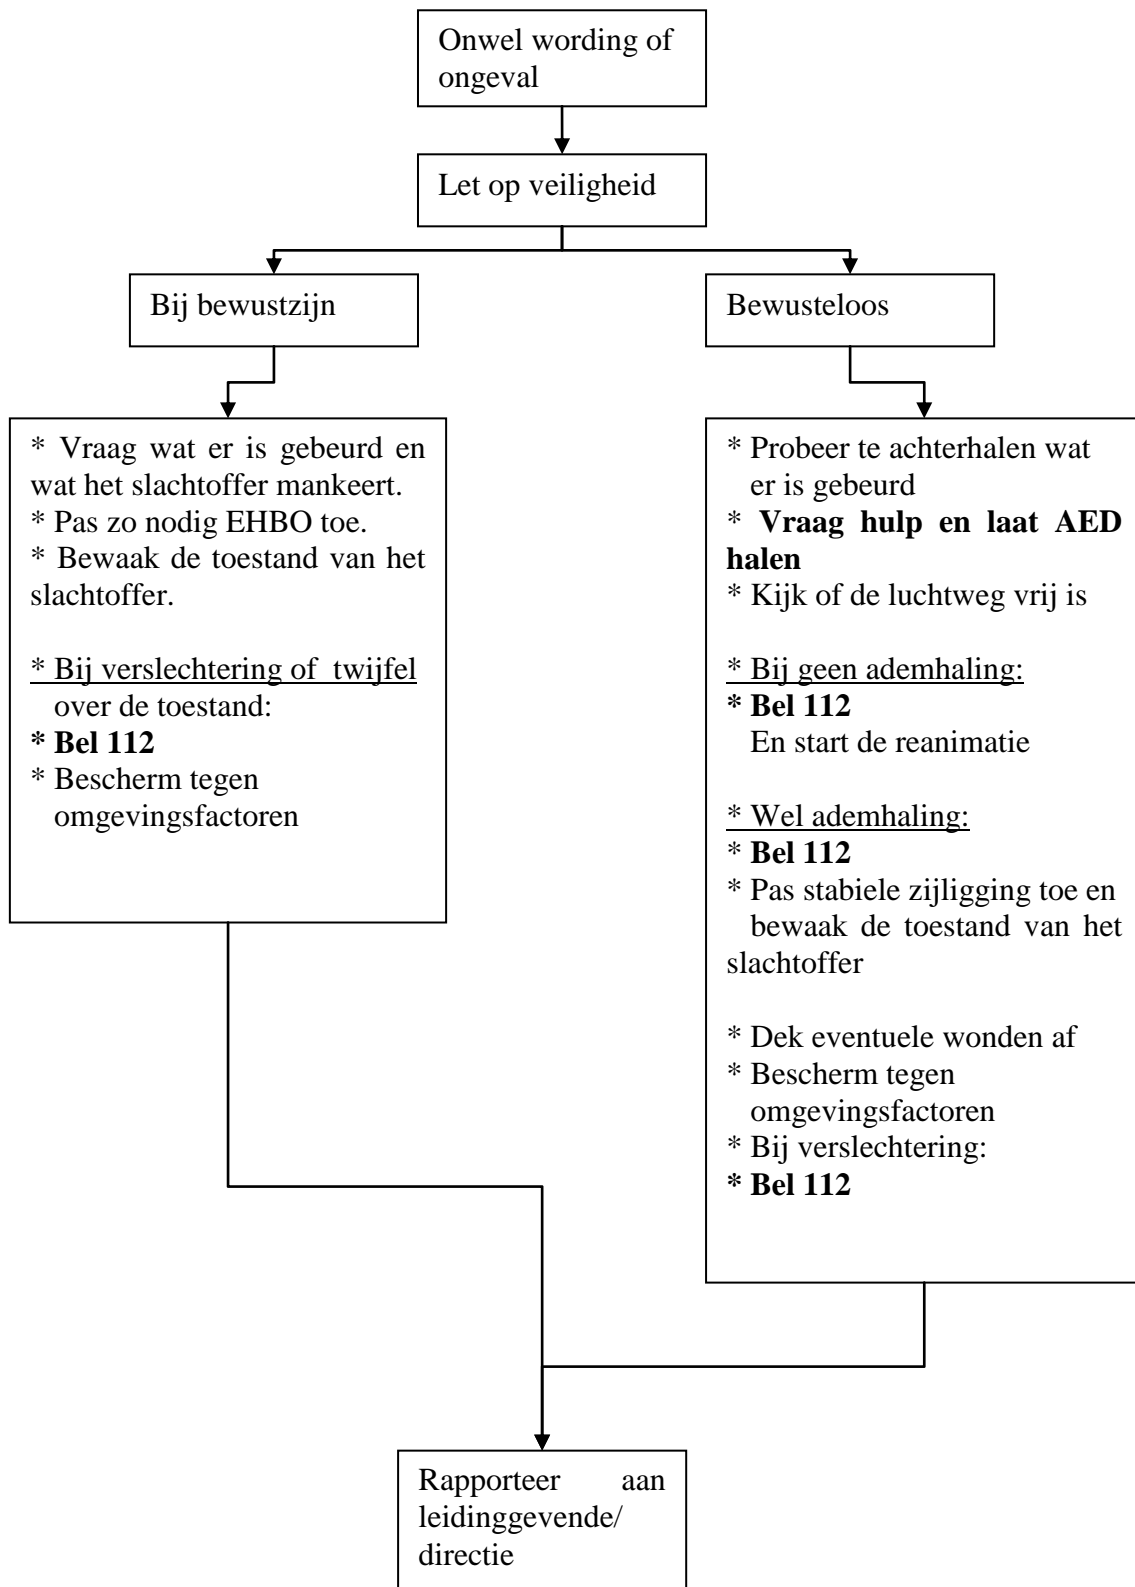 Onwel wording of
ongeval
Let op veiligheid
Bij bewustzijn
Bewusteloos
* Vraag wat er is gebeurd en
wat het slachtoffer mankeert.
* Pas zo nodig EHBO toe.
* Bewaak de toestand van het
slachtoffer.
* Bij verslechtering of twijfel
over de toestand:
* Bel 112
* Bescherm tegen
omgevingsfactoren
* Probeer te achterhalen wat
er is gebeurd
* Vraag hulp en laat AED
halen
* Kijk of de luchtweg vrij is
* Bij geen ademhaling:
* Bel 112
En start de reanimatie
* Wel ademhaling:
* Bel 112
* Pas stabiele zijligging toe en
bewaak de toestand van het
slachtoffer
* Dek eventuele wonden af
* Bescherm tegen
omgevingsfactoren
* Bij verslechtering:
* Bel 112
Rapporteer aan
leidinggevende/
directie